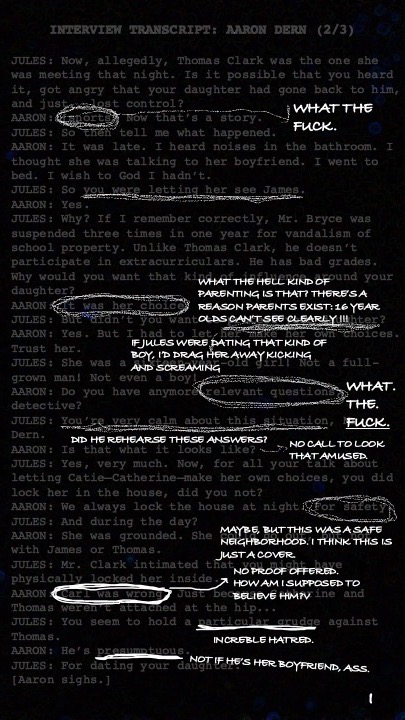 INTERVIEW TRANSCRIPT: AARON DERN (2/3)
JULES: Now, allegedly, Thomas Clark was the one she
was meeting that night. Is it possible that you heard
it, got angry that your daughter had gone back to him,
and just lost control?
AARON: Now that's a story.
WHAT THE
FUCK.
JULES: So then tell me what happened.
AARON: It was late. I heard noises in the bathroom. I
thought she was talking to her boyfriend. I went to
bed. I wish to God I hadn't.
JULES: So you were letting her see James.
AARON: Yes.
JULES: Why? If I remember correctly, Mr. Bryce was
suspended three times in one year for vandalism of
school property. Unlike Thomas Clark, he doesn't
participate in extracurriculars. He has bad grades.
Why would you want that kind of influence around your
daughter?
WHAT THE HELL KIND OF
PARENTING IS THAT? THERE'S A
REASON PARENTS EXIST: 16 YEAR
OLDS CAN'T SEE CLEARLY!!!
AARON: It was her choice
JULES: But didn't you want
AARON: Yes. But I had to let her make her own choices.
Trust her.
IF JULES WERE DATING THAT KIND OF
BOY, I'D DRAG HER AWAY KICKING
AND SCREAMING
JULES: She was a year-old girl! Not a full-
grown man! Not even a boy!
AARON: Do you have anymore relevant questions,
detective?
WHAT.
THE.
FUCK.
JULES: You're very calm about this situation,
Dern.
DID HE REHEARSE THESE ANSWERS?
AARON: Is that what it looks like?
NO CALL TO LOOK
THAT AMUSED.
JULES: Yes, very much. Now, for all you talk about
letting Catie—Catherine—make her own choices, you did
lock her in the house, did you not?
AARON: We always lock the house at night. For safety.
JULES: And during the day?
AARON: She was grounded. She
with James or Thomas.
MAYBE, BUT THIS WAS A SAFE
NEIGHBORHOOD. I THINK THIS IS
JUST A COVER.
JULES: Mr. Clark intimated that you might have
physically locked her inside.
NO PROOF OFFERED.
HOW AM I SUPPOSED TO
BELIEVE HIM?!
AARON: Carl was wrong. Just because Catherine and
Thomas weren't attached at the hip...
JULES: You seem to hold a particular grudge against
Thomas.
INCREBLE HATRED.
AARON: He's presumptuous.
JULES: For dating your daughter?
NOT IF HE'S HER BOYFRIEND, ASS.
[Aaron sighs.]